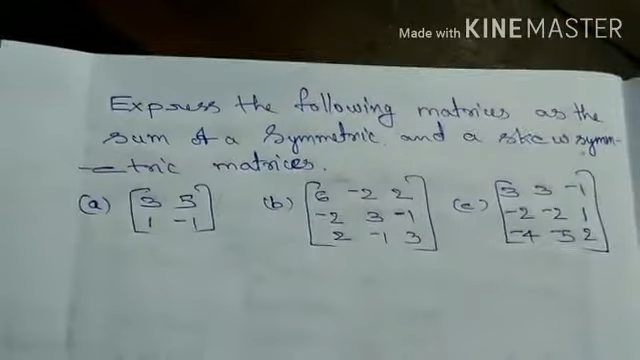 Made with KINEMASTER
Express the following matrices as the
sum of a symmetric and a skew symm-
-tric matrices.
(a) [3 5] (b) [6 -2 2] (c) [3 3 -1]
[1 -1] [-2 3 -1] [-2 -2 1]
[2 -1 3] [-4 -5 2]